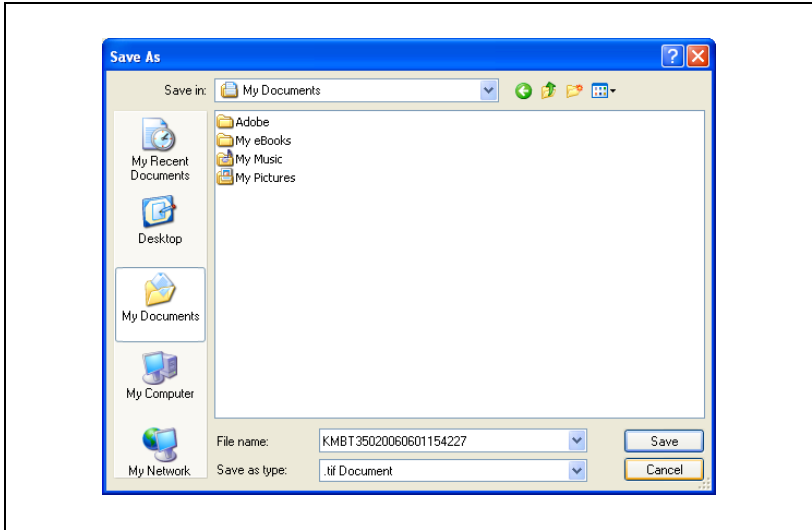 Save As
Save in: My Documents
Adobe
My eBooks
My Music
My Pictures
My Recent
Documents
Desktop
My Documents
My Computer
My Network
File name: KMBT35020060601154227 Save
Save as type: .tif Document Cancel